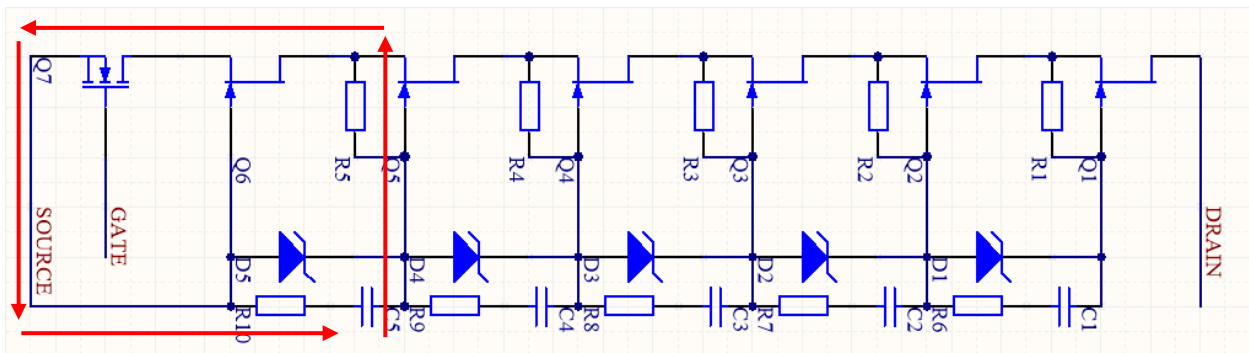 Q7
R5
Q5
R4
Q4
R3
Q3
R2
Q2
R1
Q1
Q6
SOURCE
GATE
DRAIN
D5
D4
D3
D2
D1
R10
C5
R9
C4
R8
C3
R7
C2
R6
C1